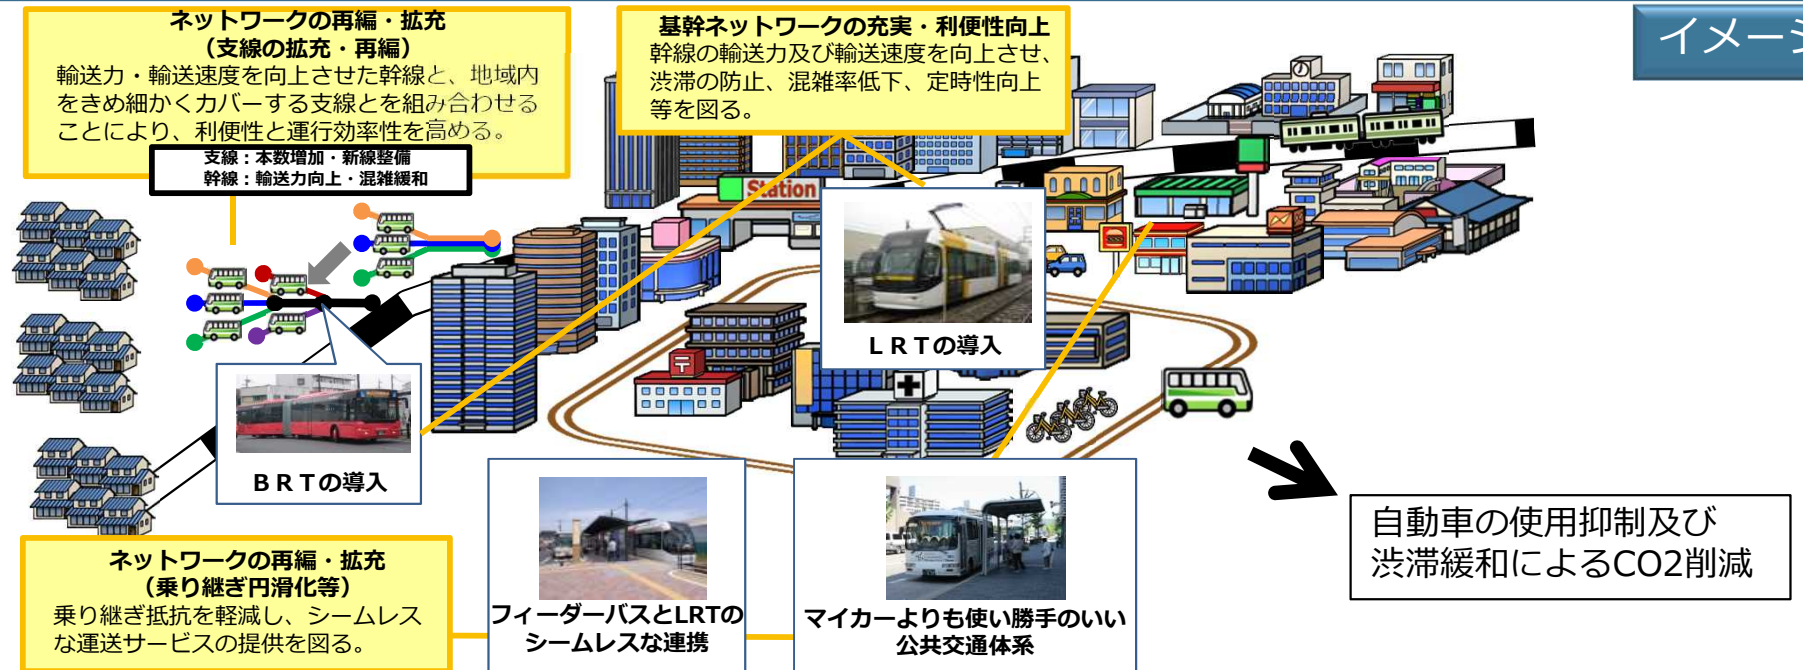 ネットワークの再編・拡充
(支線の拡充・再編)
輸送力・輸送速度を向上させた幹線と、地域内
をきめ細かくカバーする支線とを組み合わせる
ことにより、利便性と運行効率性を高める。
支線:本数増加・新線整備
幹線:輸送力向上・混雑緩和
基幹ネットワークの充実・利便性向上
幹線の輸送力及び輸送速度を向上させ、
渋滞の防止、混雑率低下、定時性向上
等を図る。
イメージ
Station
LRTの導入
BRTの導入
ネットワークの再編・拡充
(乗り継ぎ円滑化等)
乗り継ぎ抵抗を軽減し、シームレス
な運送サービスの提供を図る。
フィーダーバスとLRTの
シームレスな連携
マイカーよりも使い勝手のいい
公共交通体系
自動車の使用抑制及び
渋滞緩和によるCO2削減